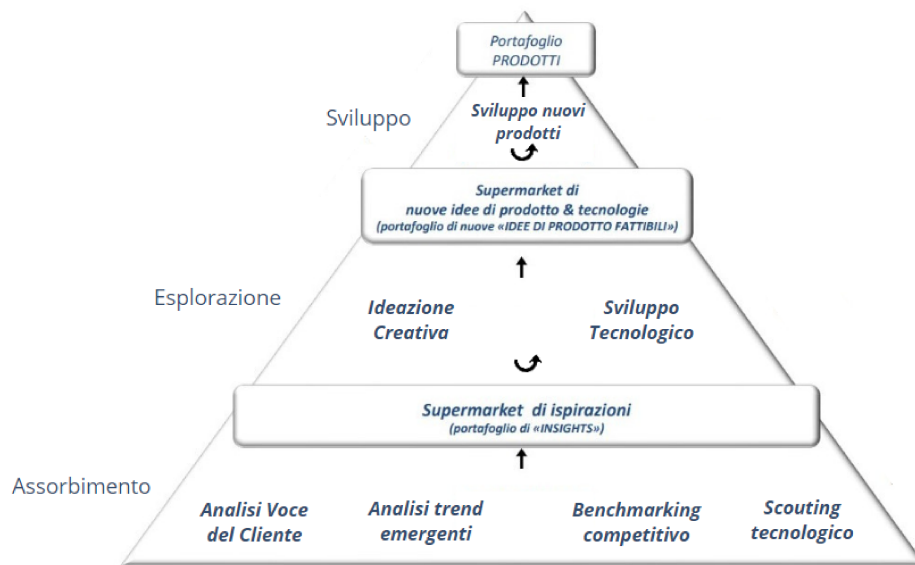 Portafoglio
PRODOTTI
Sviluppo
Sviluppo nuovi
prodotti
Supermarket di
nuove idee di prodotto & tecnologie
(portafoglio di nuove «IDEE DI PRODOTTO FATTIBILI»)
Esplorazione
Ideazione
Creativa
Sviluppo
Tecnologico
Supermarket di ispirazioni
(portafoglio di «INSIGHTS»)
Assorbimento
Analisi Voce
del Cliente
Analisi trend
emergenti
Benchmarking
competitivo
Scouting
tecnologico